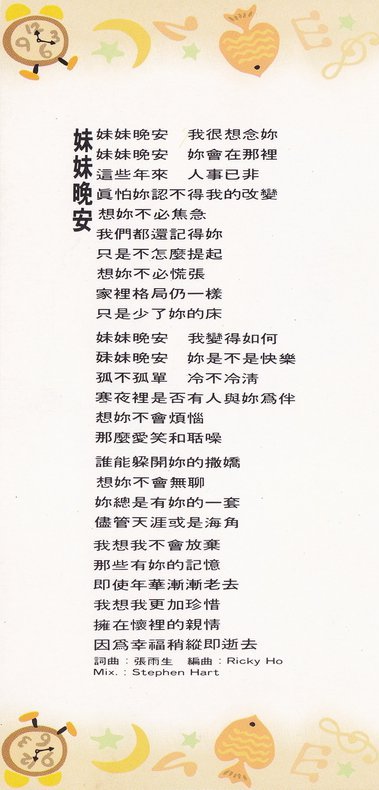 妹妹晚安
妹妹晚安　我很想念妳
妹妹晚安　妳會在那裡
這些年來　人事已非
眞怕妳認不得我的改變
想妳不必焦急
我們都還記得妳
只是不怎麼提起
想妳不必慌張
家裡格局仍一樣
只是少了妳的床
妹妹晚安　我變得如何
妹妹晚安　妳是不是快樂
孤不孤單　冷不冷淸
寒夜裡是否有人與妳爲伴
想妳不會煩惱
那麼愛笑和聒噪
誰能躲開妳的撒嬌
想妳不會無聊
妳總是有妳的一套
儘管天涯或是海角
我想我不會放棄
那些有妳的記憶
即使年華漸漸老去
我想我更加珍惜
擁在懷裡的親情
因爲幸福稍縱即逝去
詞曲：張雨生　編曲：Ricky Ho
Mix.：Stephen Hart